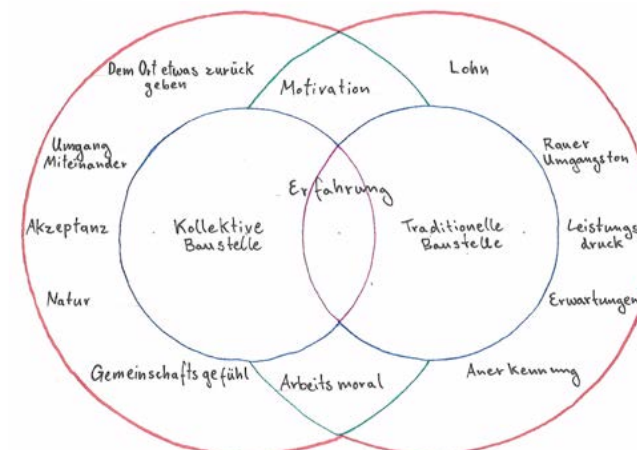 Dem Ort etwas zurück
geben
Motivation
Lohn
Umgang
Miteinander
Rauer
Umgangston
Erfahrung
Akzeptanz
Kollektive
Baustelle
Traditionelle
Baustelle
Leistungs
druck
Natur
Erwartungen
Gemeinschaftsgefühl
Arbeitsmoral
Anerkennung